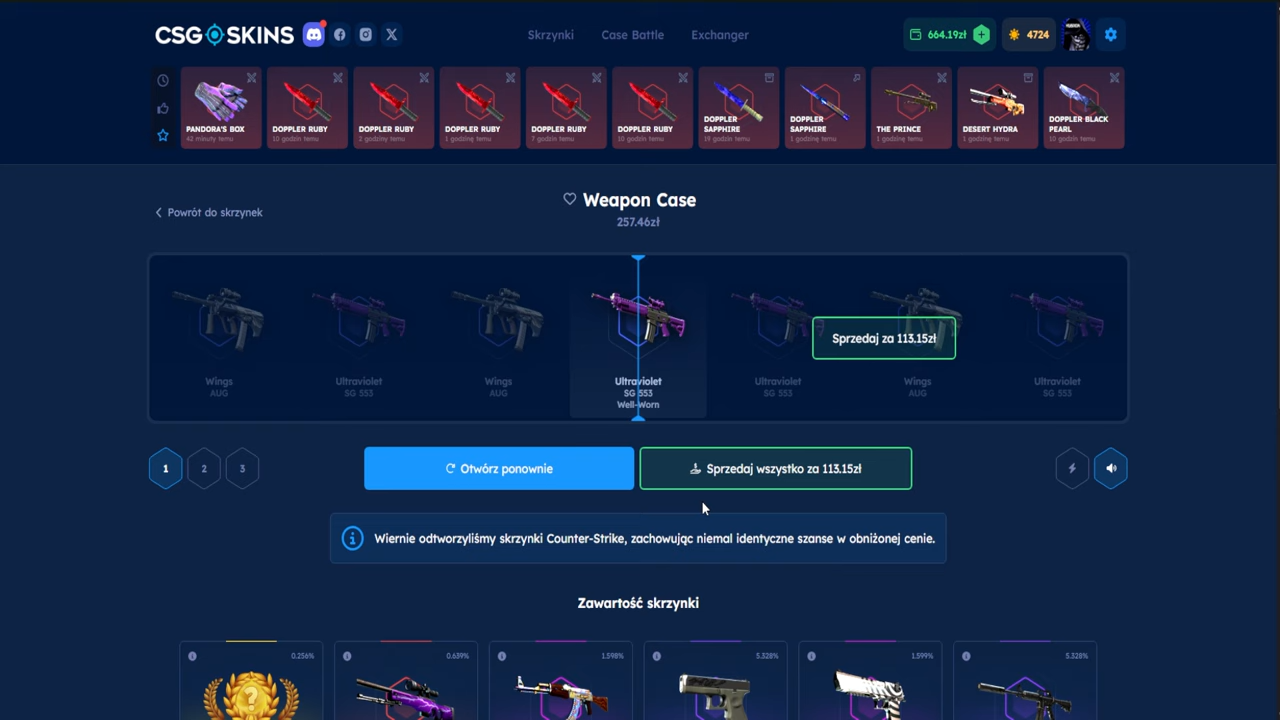 CSG SKINS
Skrzynki
Case Battle
Exchanger
664.19zł
4724
PANDORA'S BOX
42 minuty temu
DOPPLER RUBY
10 godzin temu
DOPPLER RUBY
2 godziny temu
DOPPLER RUBY
1 godzinę temu
DOPPLER RUBY
7 godzin temu
DOPPLER RUBY
10 godzin temu
DOPPLER
SAPPHIRE
19 godzin temu
DOPPLER
SAPPHIRE
1 godzinę temu
THE PRINCE
1 godzinę temu
DESERT HYDRA
1 godzinę temu
DOPPLER BLACK
PEARL
10 godzin temu
Powrót do skrzynek
Weapon Case
257.46zł
Wings
AUG
Ultraviolet
SG 553
Wings
AUG
Ultraviolet
SG 553
Well-Worn
Ultraviolet
SG 553
Wings
AUG
Ultraviolet
SG 553
Sprzedaj za 113.15zł
1
2
3
Otwórz ponownie
Sprzedaj wszystko za 113.15zł
Wiernie odtworzyliśmy skrzynki Counter-Strike, zachowując niemal identyczne szanse w obniżonej cenie.
Zawartość skrzynki
0.256%
0.639%
1.598%
5.328%
1.599%
5.328%